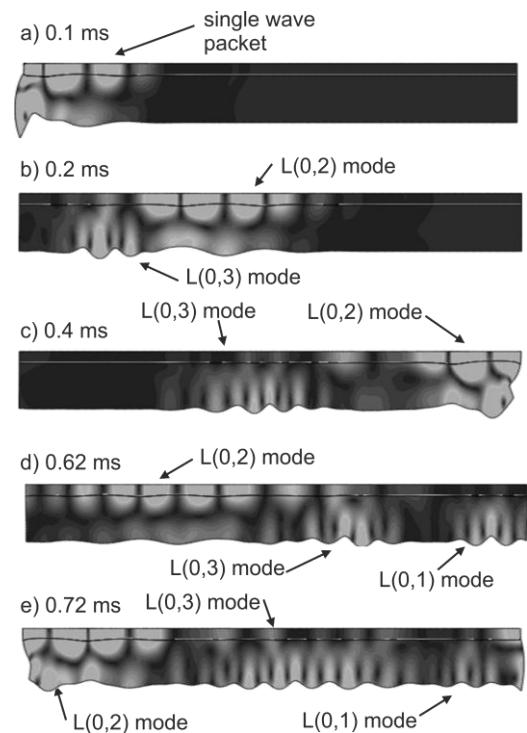 a) 0.1 ms
single wave
packet
b) 0.2 ms
L(0,2) mode
L(0,3) mode
L(0,3) mode
L(0,2) mode
c) 0.4 ms
d) 0.62 ms
L(0,2) mode
L(0,3) mode
L(0,1) mode
L(0,3) mode
e) 0.72 ms
L(0,2) mode
L(0,1) mode